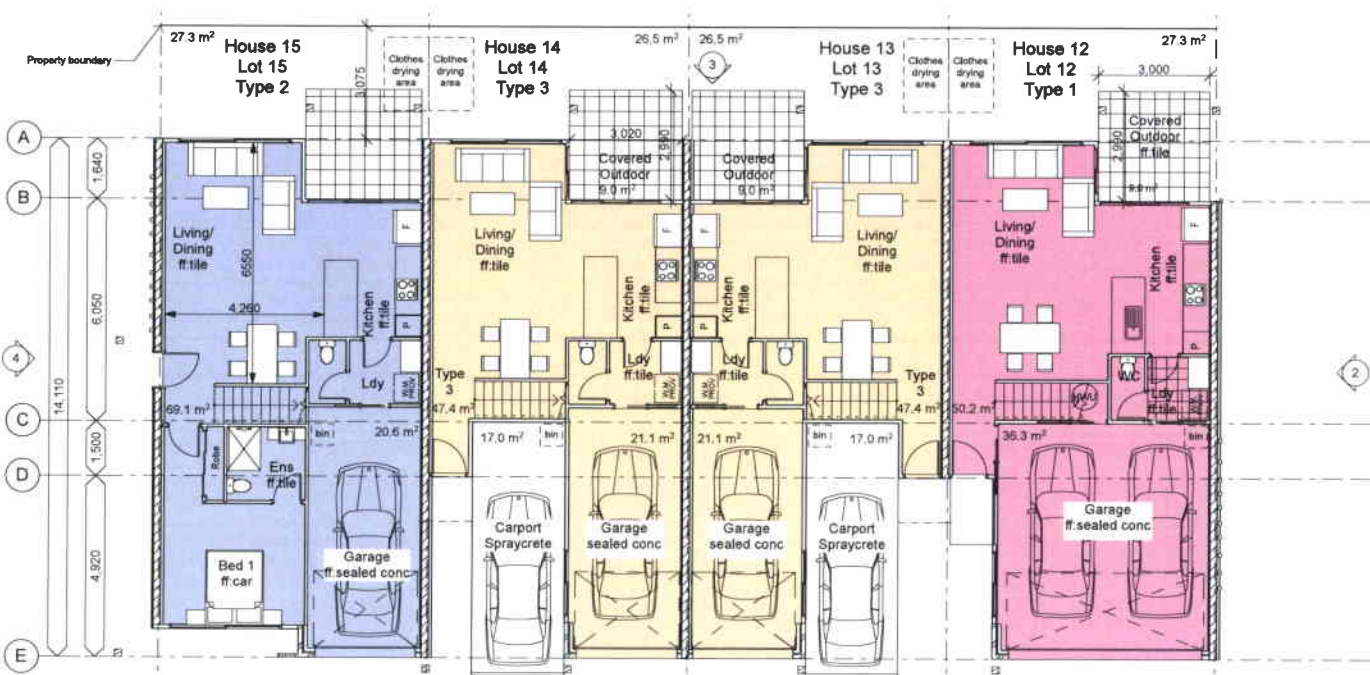 Property boundary
27.3 m²
House 15
Lot 15
Type 2
3,075
Clothes
drying
area
Clothes
drying
area
House 14
Lot 14
Type 3
26.5 m²
26.5 m²
3
House 13
Lot 13
Type 3
Clothes
drying
area
Clothes
drying
area
House 12
Lot 12
Type 1
27.3 m²
3,000
A
B
C
D
E
14,110
1,640
6,050
1,500
4,920
4
2
Living/
Dining
ff:tile
6550
4,260
F
Kitchen
ff:tile
P
Ldy
W.M.
PROV
69.1 m²
20.6 m²
bin
Robe
Ens
ff:tile
Bed 1
ff:car
Garage
ff:sealed conc
3,020
2,990
Covered
Outdoor
9.0 m²
Living/
Dining
ff:tile
F
Kitchen
ff:tile
P
Type
3
Ldy
ff:tile
W.M.
PROV
47.4 m²
17.0 m²
bin
21.1 m²
Carport
Spraycrete
Garage
sealed conc
Covered
Outdoor
9.0 m²
Living/
Dining
ff:tile
F
Kitchen
ff:tile
P
Ldy
ff:tile
W.M.
PROV
Type
3
47.4 m²
21.1 m²
bin
17.0 m²
Garage
sealed conc
Carport
Spraycrete
Covered
Outdoor
ff:tile
2,990
9.0 m²
Living/
Dining
ff:tile
F
Kitchen
ff:tile
P
WC
HWU
Ldy
ff:tile
W.M.
PROV
50.2 m²
36.3 m²
bin
Garage
ff:sealed conc